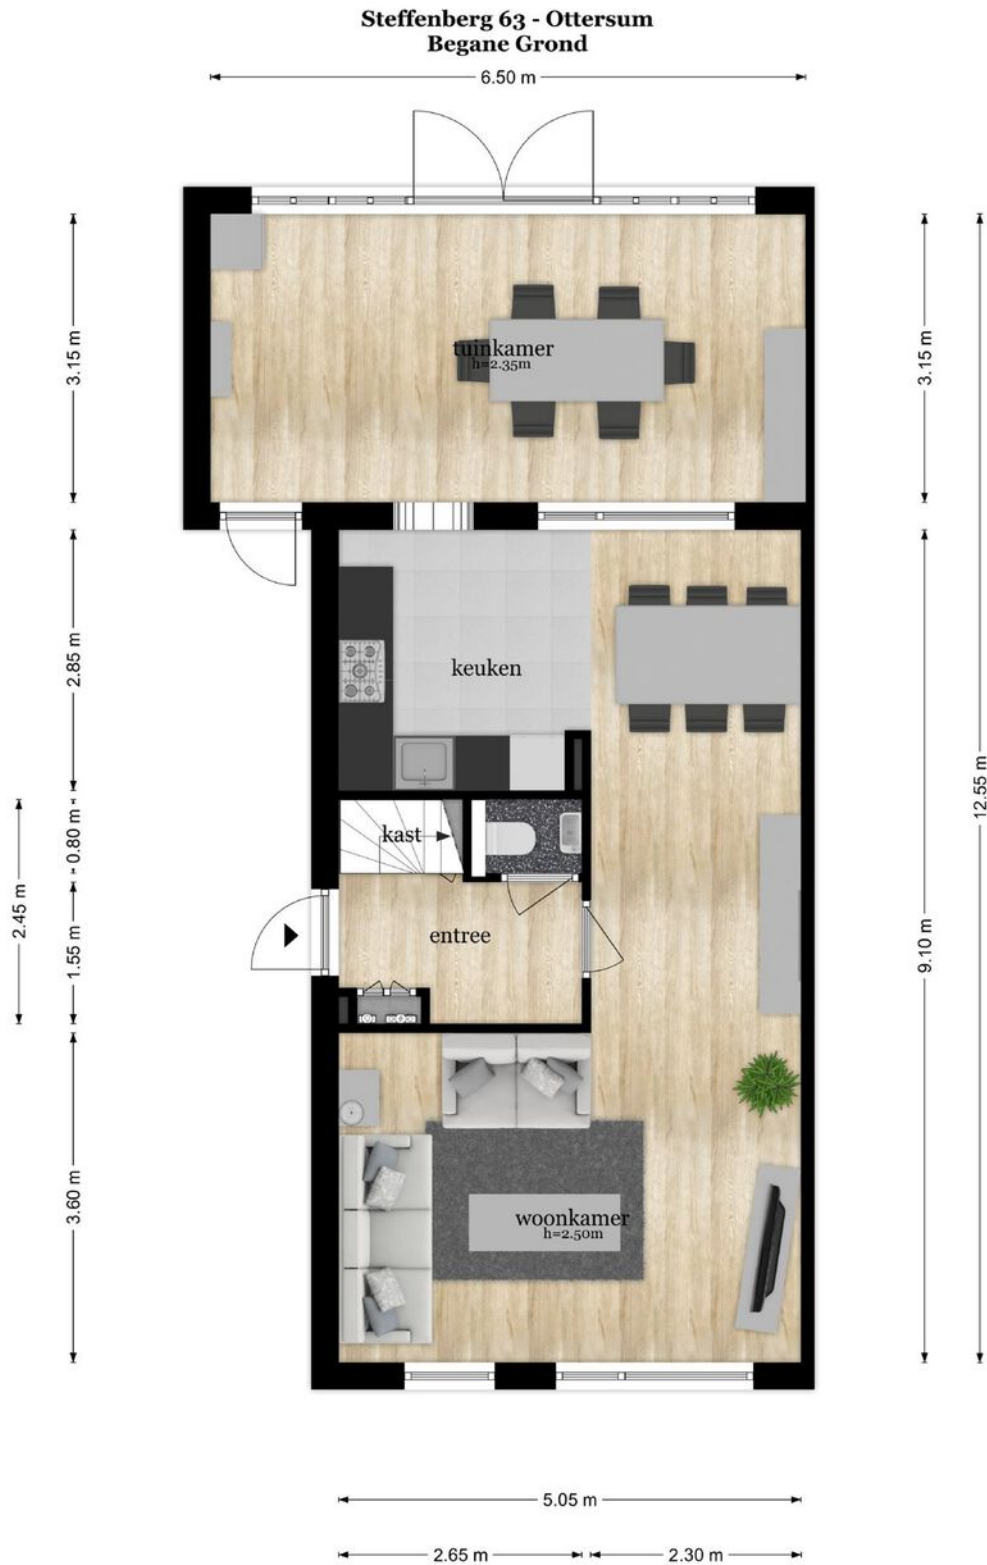 Steffenberg 63 - Ottersum
Begane Grond
6.50 m
3.15 m
3.15 m
tuinkamer
h=2.35m
2.85 m
keuken
12.55 m
0.80 m
kast
2.45 m
1.55 m
entree
9.10 m
3.60 m
woonkamer
h=2.50m
5.05 m
2.65 m
2.30 m